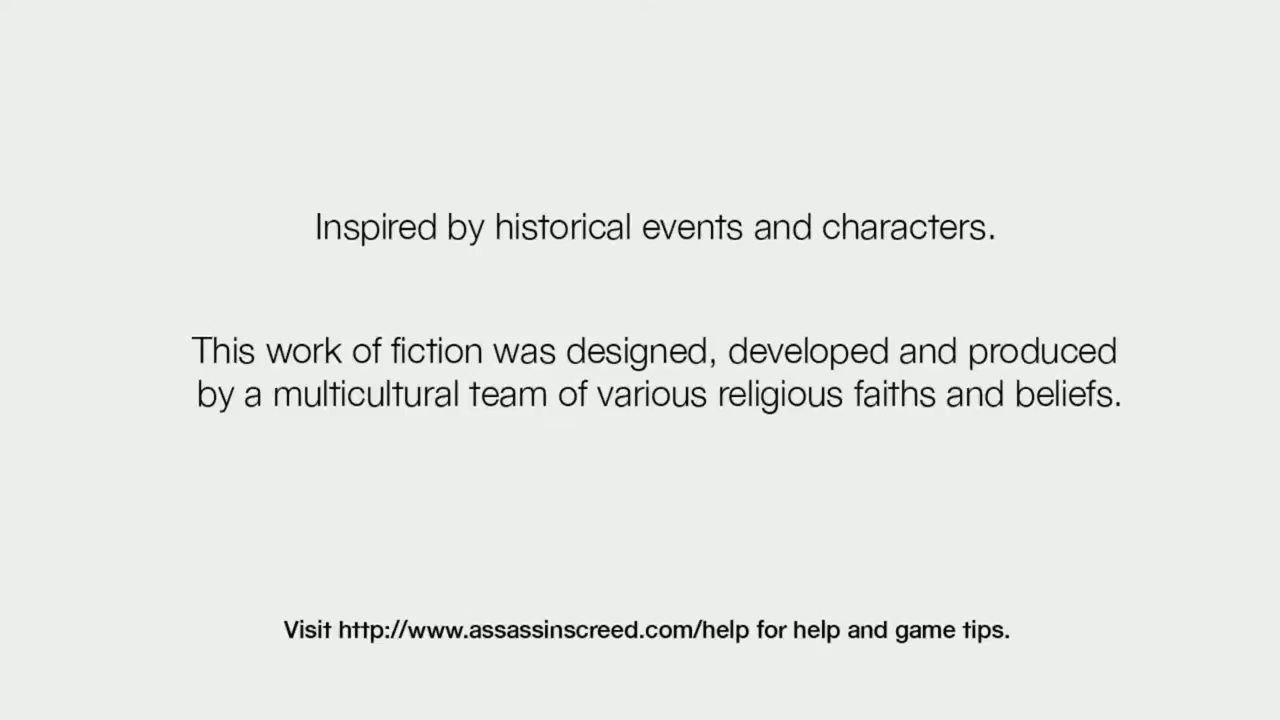 Inspired by historical events and characters.
This work of fiction was designed, developed and produced
by a multicultural team of various religious faiths and beliefs.
Visit http://www.assassinscreed.com/help for help and game tips.